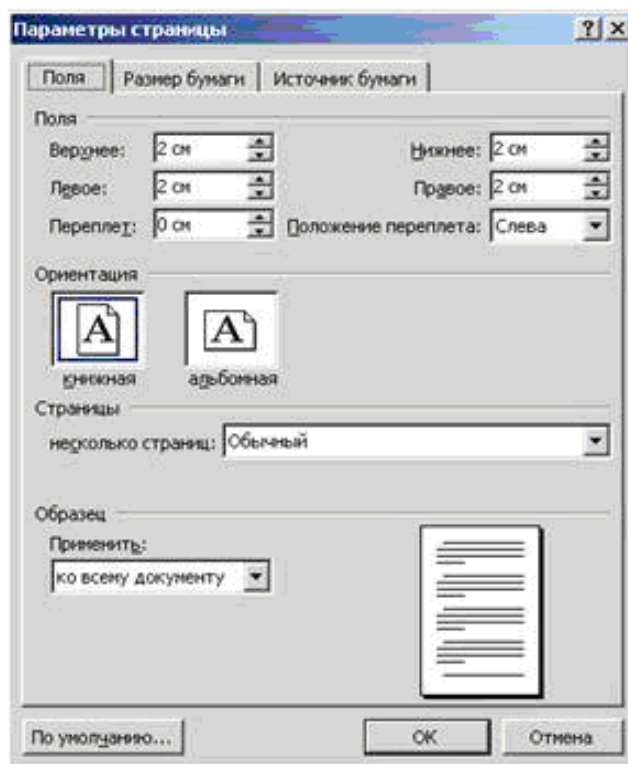 Параметры страницы
Поля Размер бумаги Источник бумаги
Поля
Верхнее: 2 см Нижнее: 2 см
Левое: 2 см Правое: 2 см
Переплет: 0 см Положение переплета: Слева
Ориентация
A A
книжная альбомная
Страницы
несколько страниц: Обычный
Образец
Применить:
ко всему документу
По умолчанию... ОК Отмена